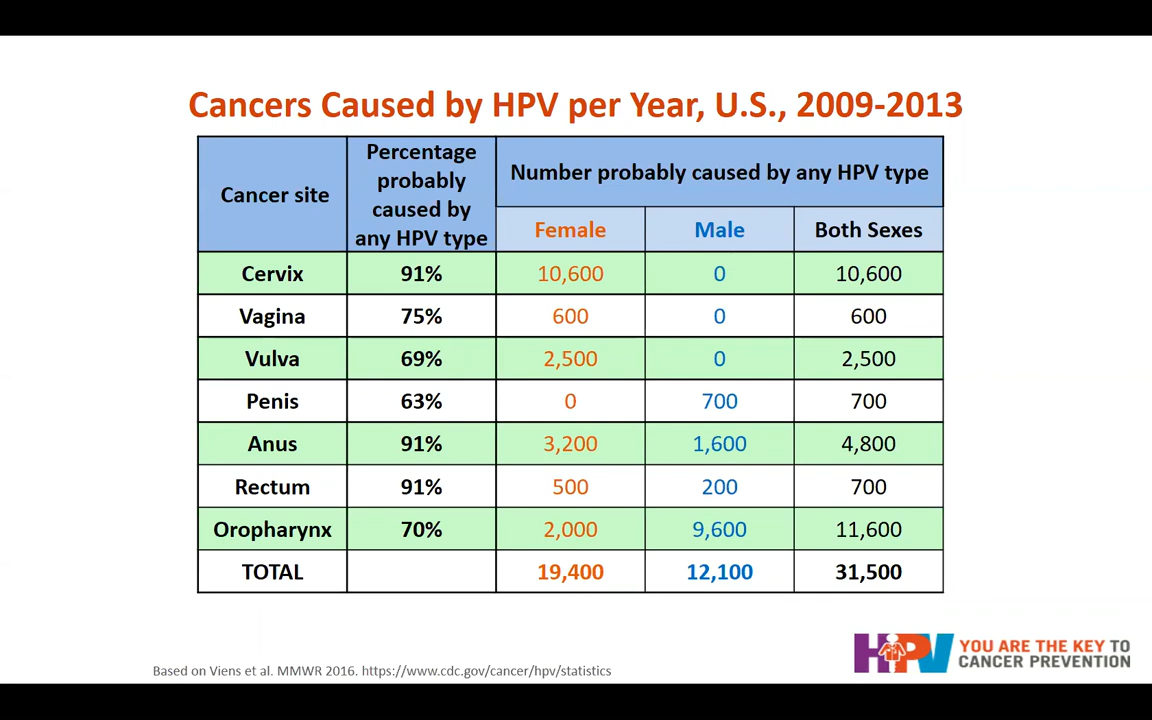 Cancers Caused by HPV per Year, U.S., 2009-2013
Cancer site
Percentage
probably
caused by
any HPV type
Number probably caused by any HPV type
Female Male Both Sexes
Cervix 91% 10,600 0 10,600
Vagina 75% 600 0 600
Vulva 69% 2,500 0 2,500
Penis 63% 0 700 700
Anus 91% 3,200 1,600 4,800
Rectum 91% 500 200 700
Oropharynx 70% 2,000 9,600 11,600
TOTAL 19,400 12,100 31,500
Based on Viens et al. MMWR 2016. https://www.cdc.gov/cancer/hpv/statistics
HPV
YOU ARE THE KEY TO
CANCER PREVENTION